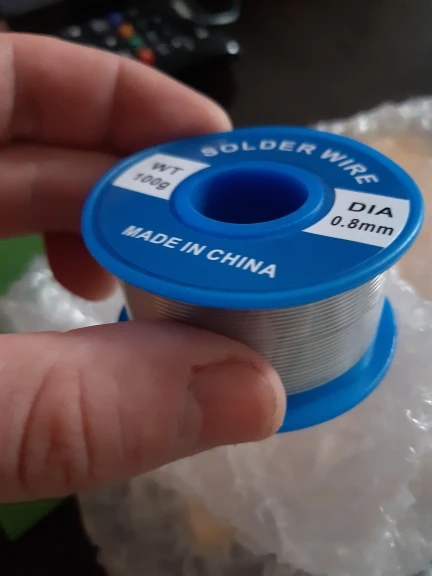 SOLDER WIRE
WT
100g
DIA
0.8mm
MADE IN CHINA